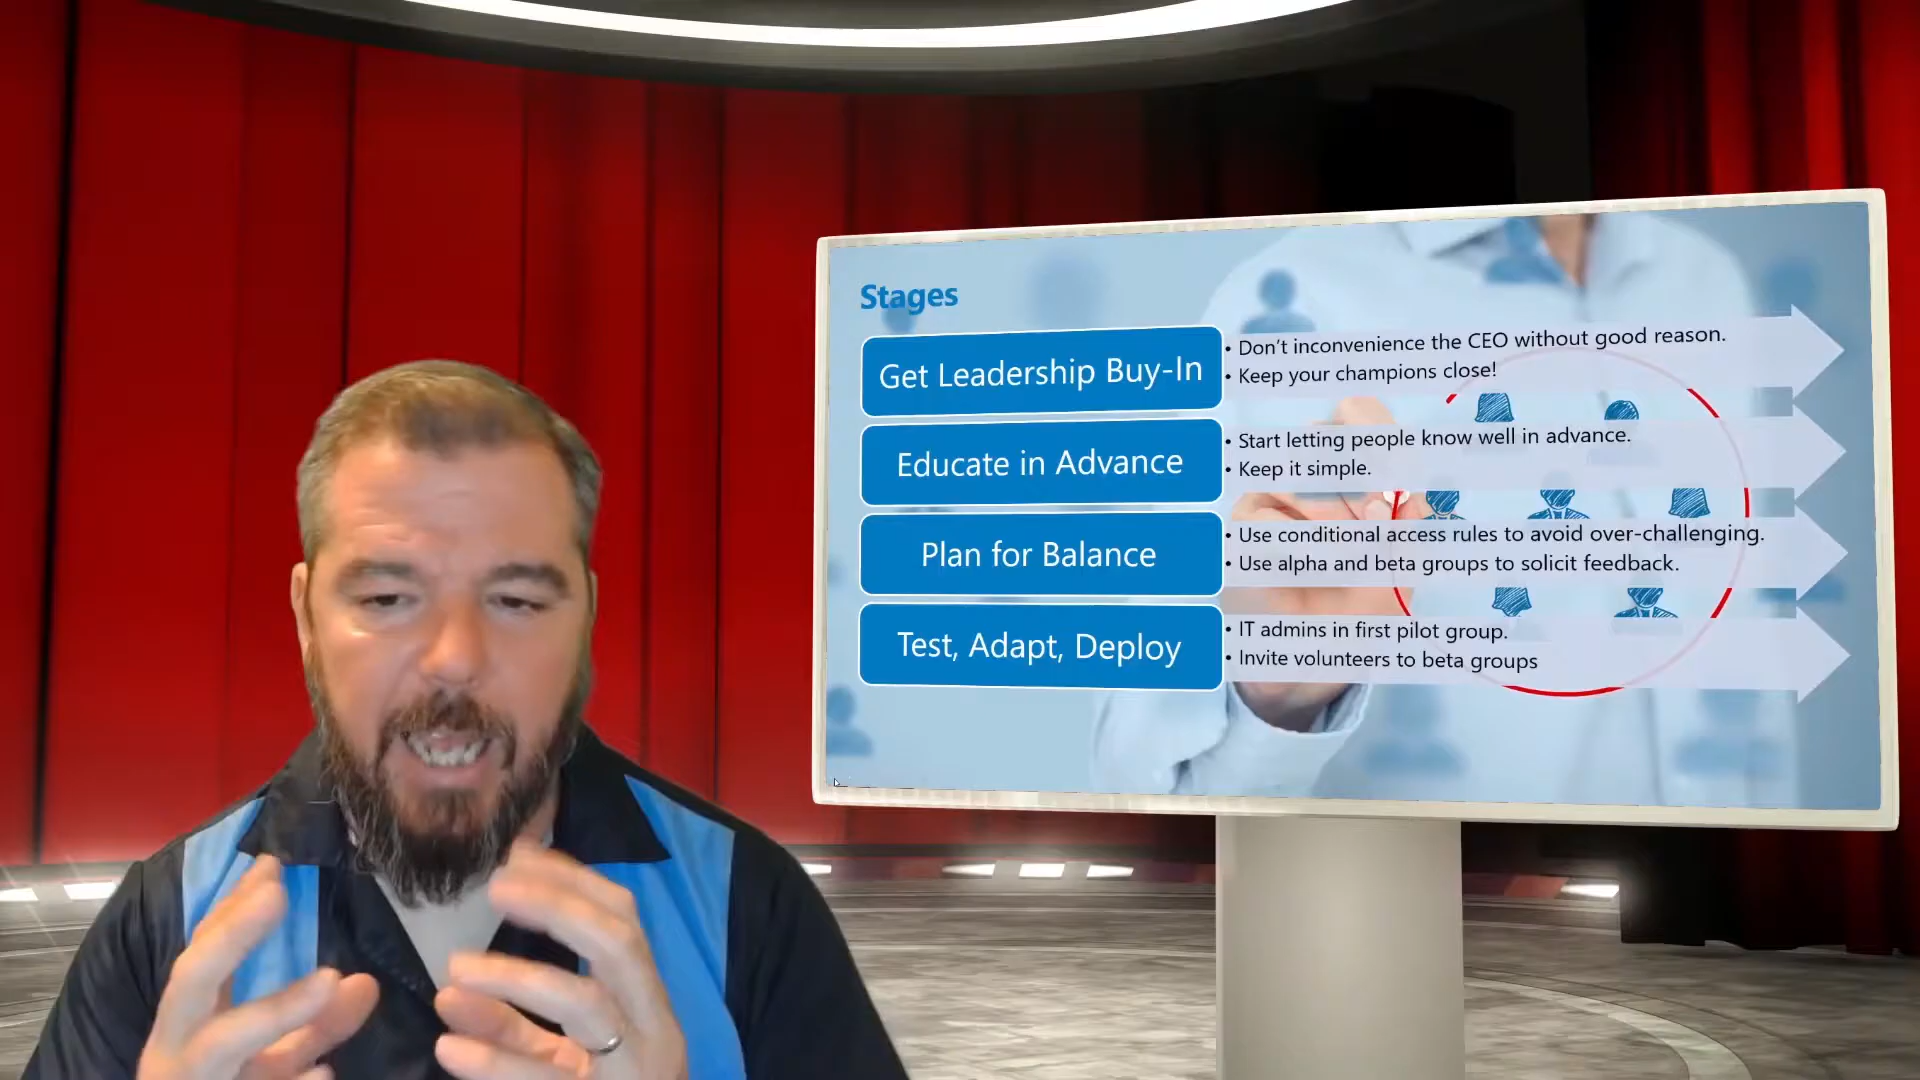 Stages
Get Leadership Buy-In
• Don't inconvenience the CEO without good reason.
• Keep your champions close!
Educate in Advance
• Start letting people know well in advance.
• Keep it simple.
Plan for Balance
• Use conditional access rules to avoid over-challenging.
• Use alpha and beta groups to solicit feedback.
Test, Adapt, Deploy
• IT admins in first pilot group.
• Invite volunteers to beta groups